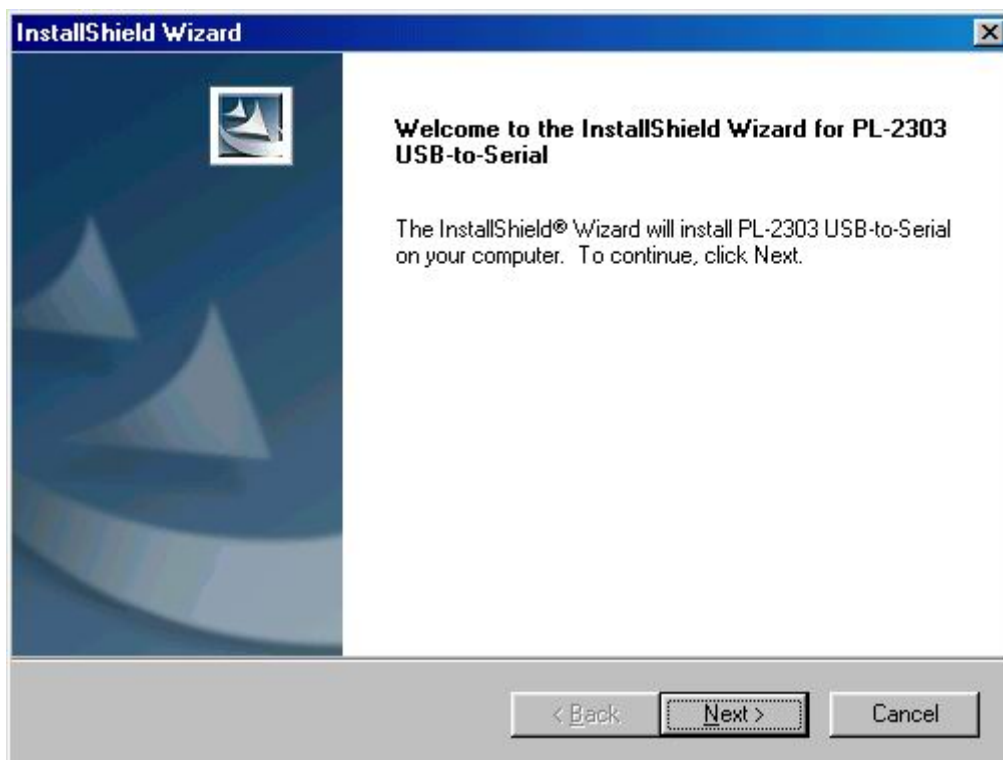 InstallShield Wizard
Welcome to the InstallShield Wizard for PL-2303
USB-to-Serial
The InstallShield® Wizard will install PL-2303 USB-to-Serial
on your computer. To continue, click Next.
< Back
Next >
Cancel